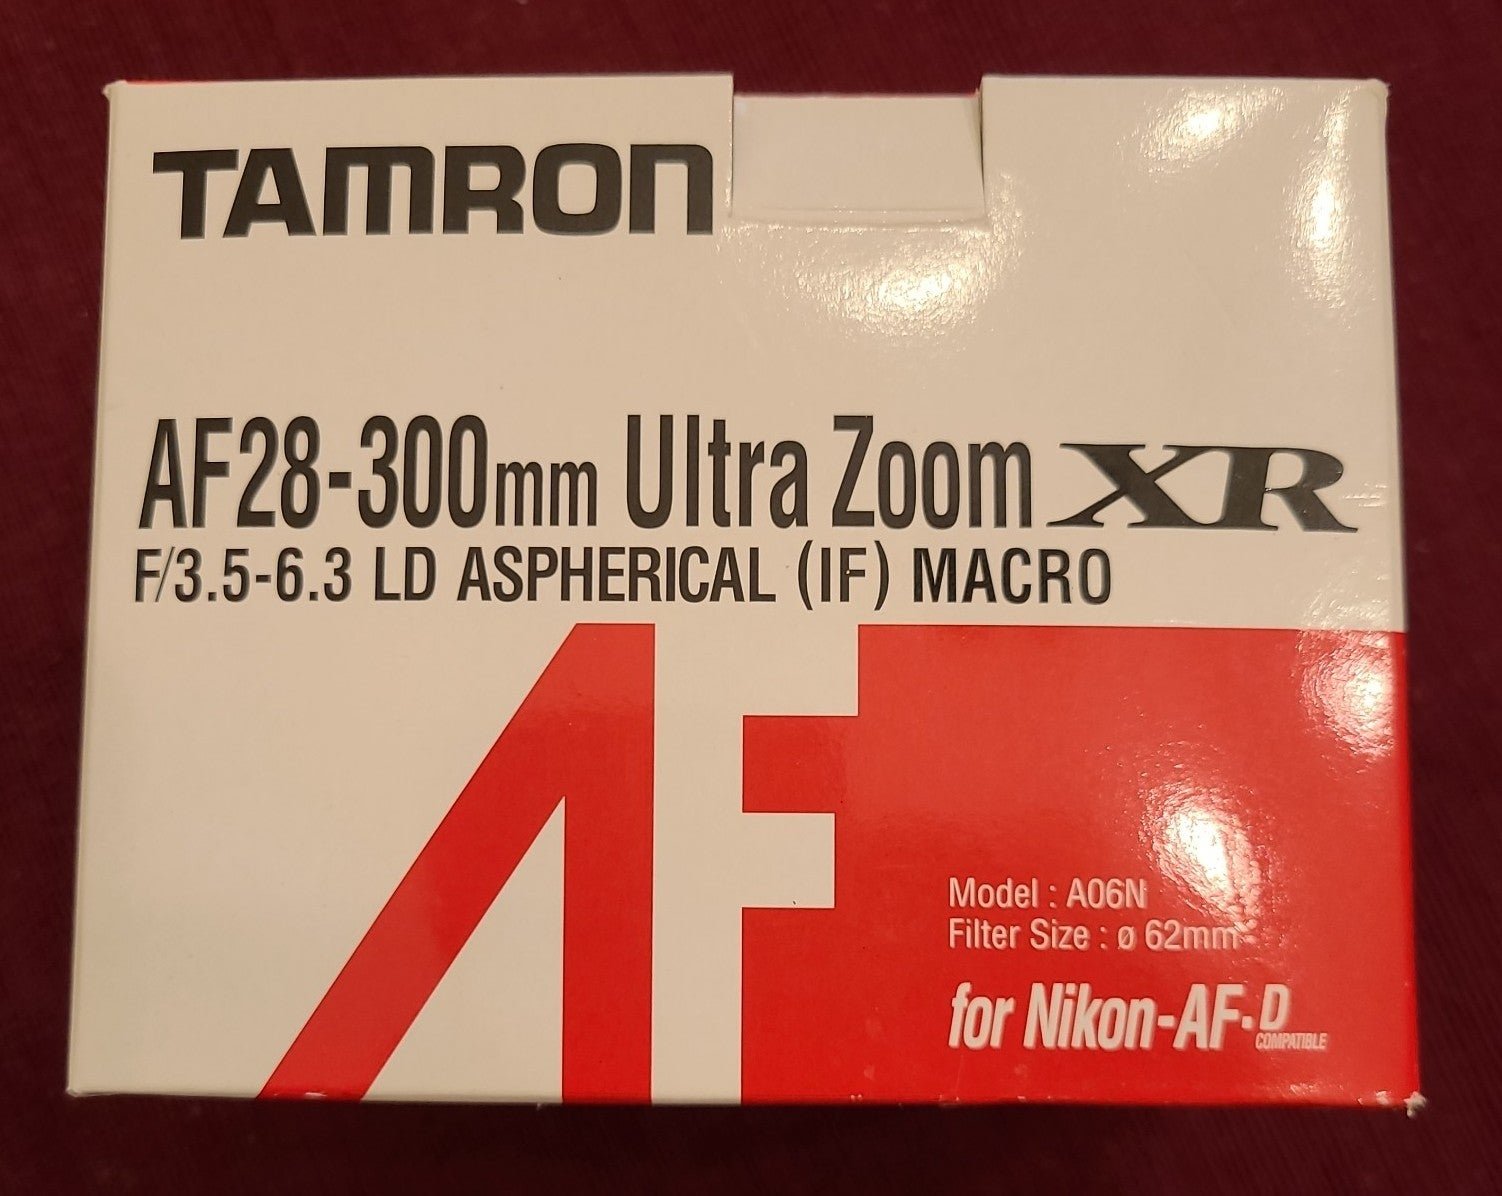 TAMRON
AF28-300mm Ultra Zoom XR
F/3.5-6.3 LD ASPHERICAL (IF) MACRO
AF
Model : A06N
Filter Size : ø 62mm
for Nikon-AF-D
COMPATIBLE